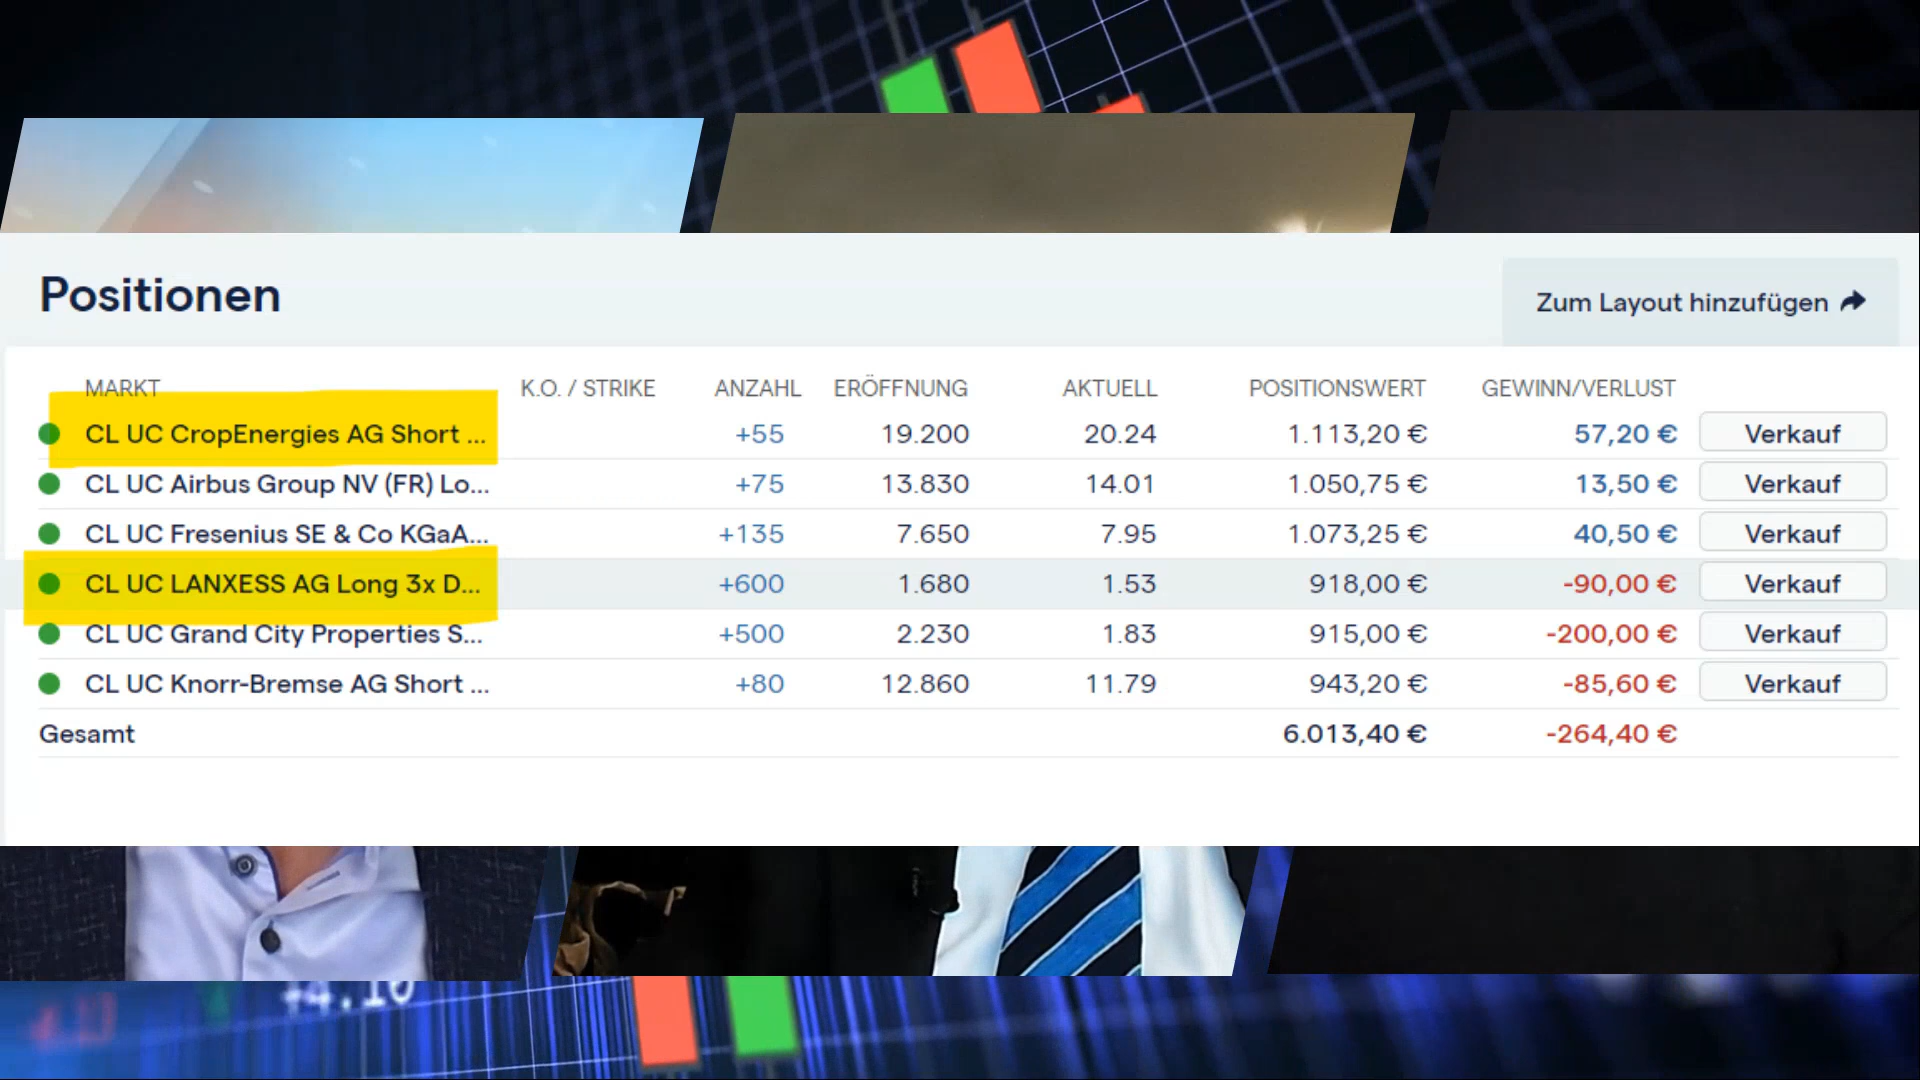 Positionen
Zum Layout hinzufügen
MARKT K.O. / STRIKE ANZAHL ERÖFFNUNG AKTUELL POSITIONSWERT GEWINN/VERLUST
CL UC CropEnergies AG Short ... +55 19.200 20.24 1.113,20 € 57,20 € Verkauf
CL UC Airbus Group NV (FR) Lo... +75 13.830 14.01 1.050,75 € 13,50 € Verkauf
CL UC Fresenius SE & Co KGaA... +135 7.650 7.95 1.073,25 € 40,50 € Verkauf
CL UC LANXESS AG Long 3x D... +600 1.680 1.53 918,00 € -90,00 € Verkauf
CL UC Grand City Properties S... +500 2.230 1.83 915,00 € -200,00 € Verkauf
CL UC Knorr-Bremse AG Short ... +80 12.860 11.79 943,20 € -85,60 € Verkauf
Gesamt 6.013,40 € -264,40 €